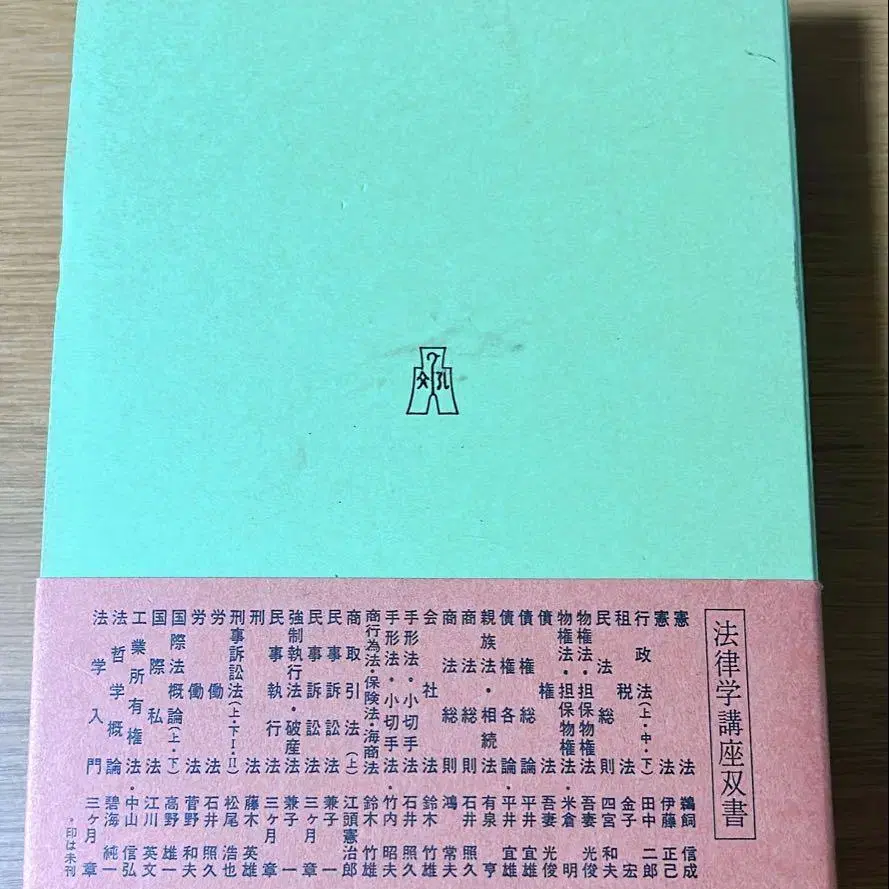 法律学講座双書
憲法 鵜飼信成
憲法 伊藤正己
行政法(上・中・下) 田中二郎
租税法 金子宏
民法総則 四宮和夫
物権法・担保物権法 吾妻光俊
物権法・担保物権法・米倉明
債権法 吾妻光俊
債権総論 平井宜雄
債権各論・平井宜雄
親族法・相続法 有泉亨
商法総則 石井照久
商法総則 鴻常夫
会社法 鈴木竹雄
手形法・小切手法 石井照久
手形法・小切手法・竹内昭夫
商行為法・保険法・海商法 鈴木竹雄
商取引法(上) 江頭憲治郎
民事訴訟法 兼子一
民事訴訟法 三ヶ月章
強制執行法・破産法 兼子一
民事執行法 三ヶ月章
刑法 藤木英雄
刑事訴訟法(上・下I・II) 松尾浩也
労働法 石井照久
労働法 菅野和夫
国際法概論(上・下) 高野雄一
国際私法 江川英文
工業所有権法・中山信弘
法哲学概論 碧海純一
法学入門 三ヶ月章
・印は未刊